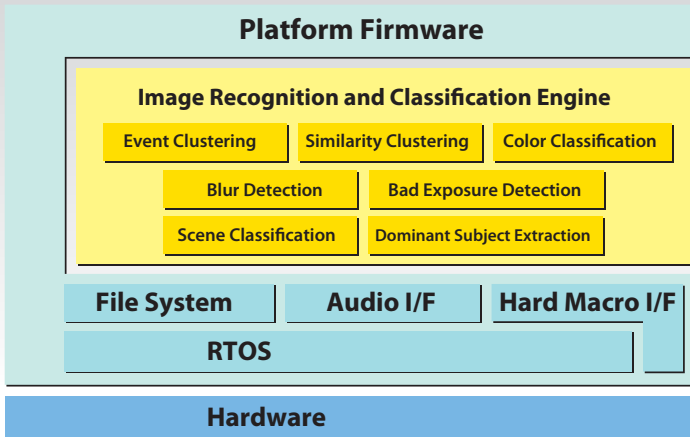 Platform Firmware
Image Recognition and Classification Engine
Event Clustering
Similarity Clustering
Color Classification
Blur Detection
Bad Exposure Detection
Scene Classification
Dominant Subject Extraction
File System
Audio I/F
Hard Macro I/F
RTOS
Hardware